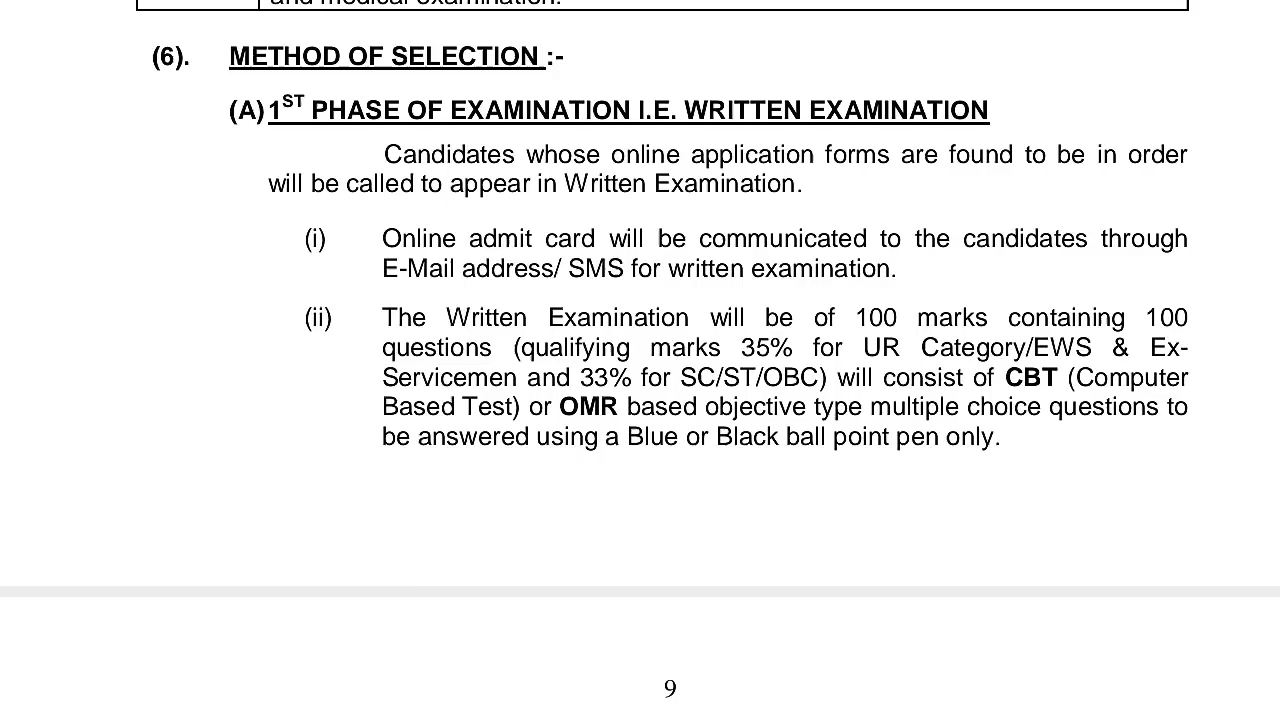 and medical examination.
(6). METHOD OF SELECTION :-
(A) 1ST PHASE OF EXAMINATION I.E. WRITTEN EXAMINATION
Candidates whose online application forms are found to be in order
will be called to appear in Written Examination.
(i) Online admit card will be communicated to the candidates through
E-Mail address/ SMS for written examination.
(ii) The Written Examination will be of 100 marks containing 100
questions (qualifying marks 35% for UR Category/EWS & Ex-
Servicemen and 33% for SC/ST/OBC) will consist of CBT (Computer
Based Test) or OMR based objective type multiple choice questions to
be answered using a Blue or Black ball point pen only.
9